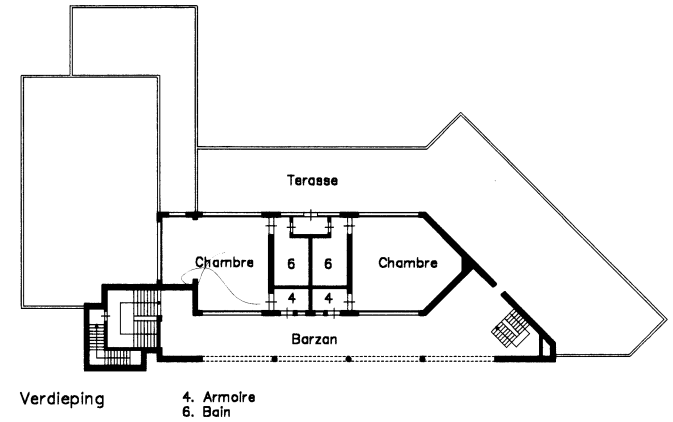 Terasse
Chambre
6
6
Chambre
4
4
Barzan
Verdieping
4. Armoire
6. Bain